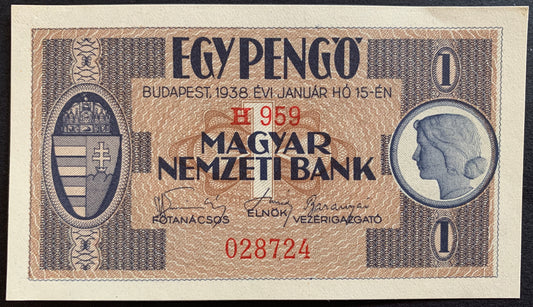 EGY PENGŐ
1
BUDAPEST, 1938. ÉVI JANUÁR HÓ 15-ÉN
959
MAGYAR
NEMZETI BANK
Baranyai
FŐTANÁCSOS ELNÖK VEZÉRIGAZGATÓ
028724
1